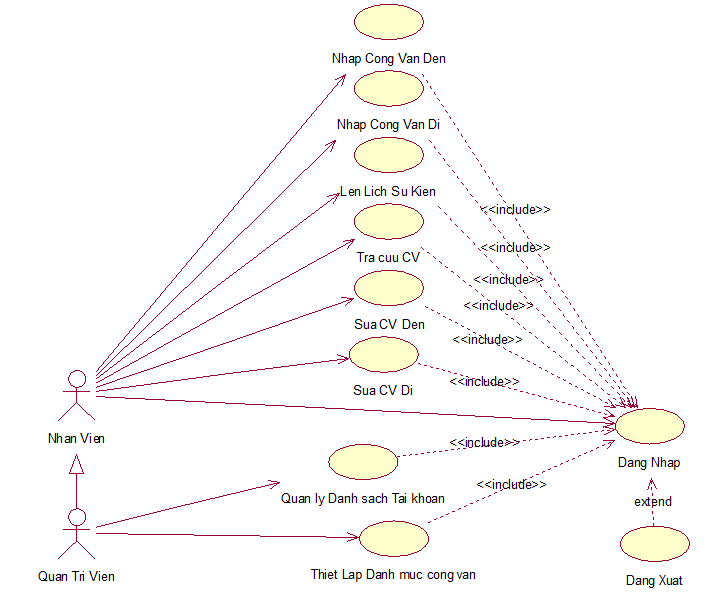 Nhap Cong Van Den
Nhap Cong Van Di
Len Lich Su Kien
<<include>>
<<include>>
Tra cuu CV
<<include>>
<<include>>
Sua CV Den
<<include>>
<<include>>
Sua CV Di
Nhan Vien
<<include>>
Dang Nhap
<<include>>
Quan ly Danh sach Tai khoan
extend
Quan Tri Vien
Thiet Lap Danh muc cong van
Dang Xuat